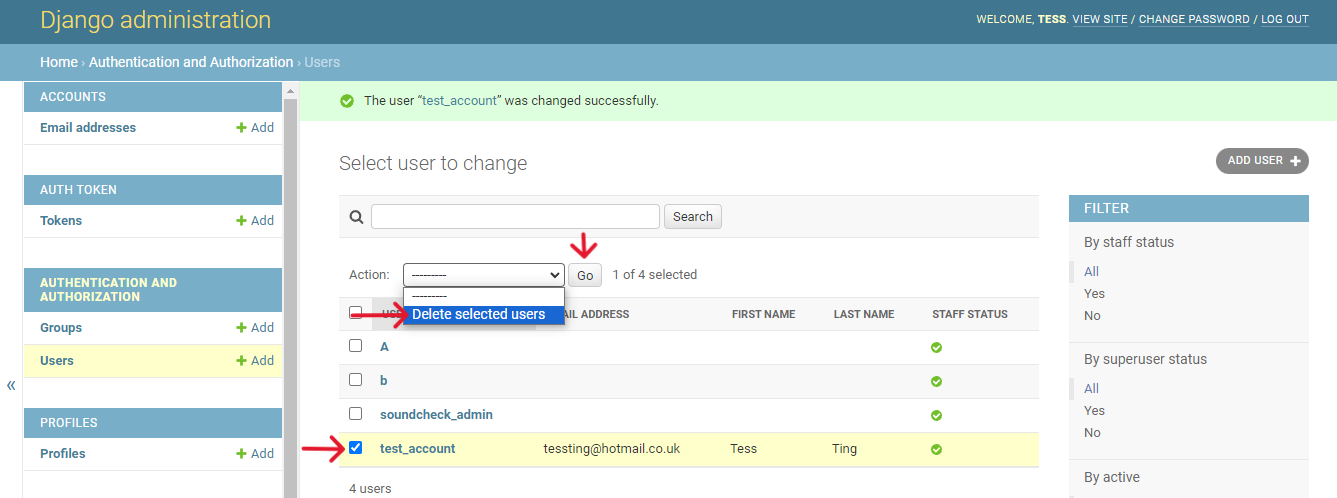 Django administration
WELCOME, TESS. VIEW SITE / CHANGE PASSWORD / LOG OUT
Home › Authentication and Authorization › Users
ACCOUNTS
Email addresses + Add
AUTH TOKEN
Tokens + Add
AUTHENTICATION AND
AUTHORIZATION
Groups + Add
Users + Add
PROFILES
Profiles + Add
«
The user “test_account” was changed successfully.
Select user to change
ADD USER +
Search
Action: --------- Go 1 of 4 selected
---------
Delete selected users
FIRST NAME LAST NAME STAFF STATUS
ADDRESS
A
b
soundcheck_admin
test_account tessting@hotmail.co.uk Tess Ting
4 users
FILTER
By staff status
All
Yes
No
By superuser status
All
Yes
No
By active